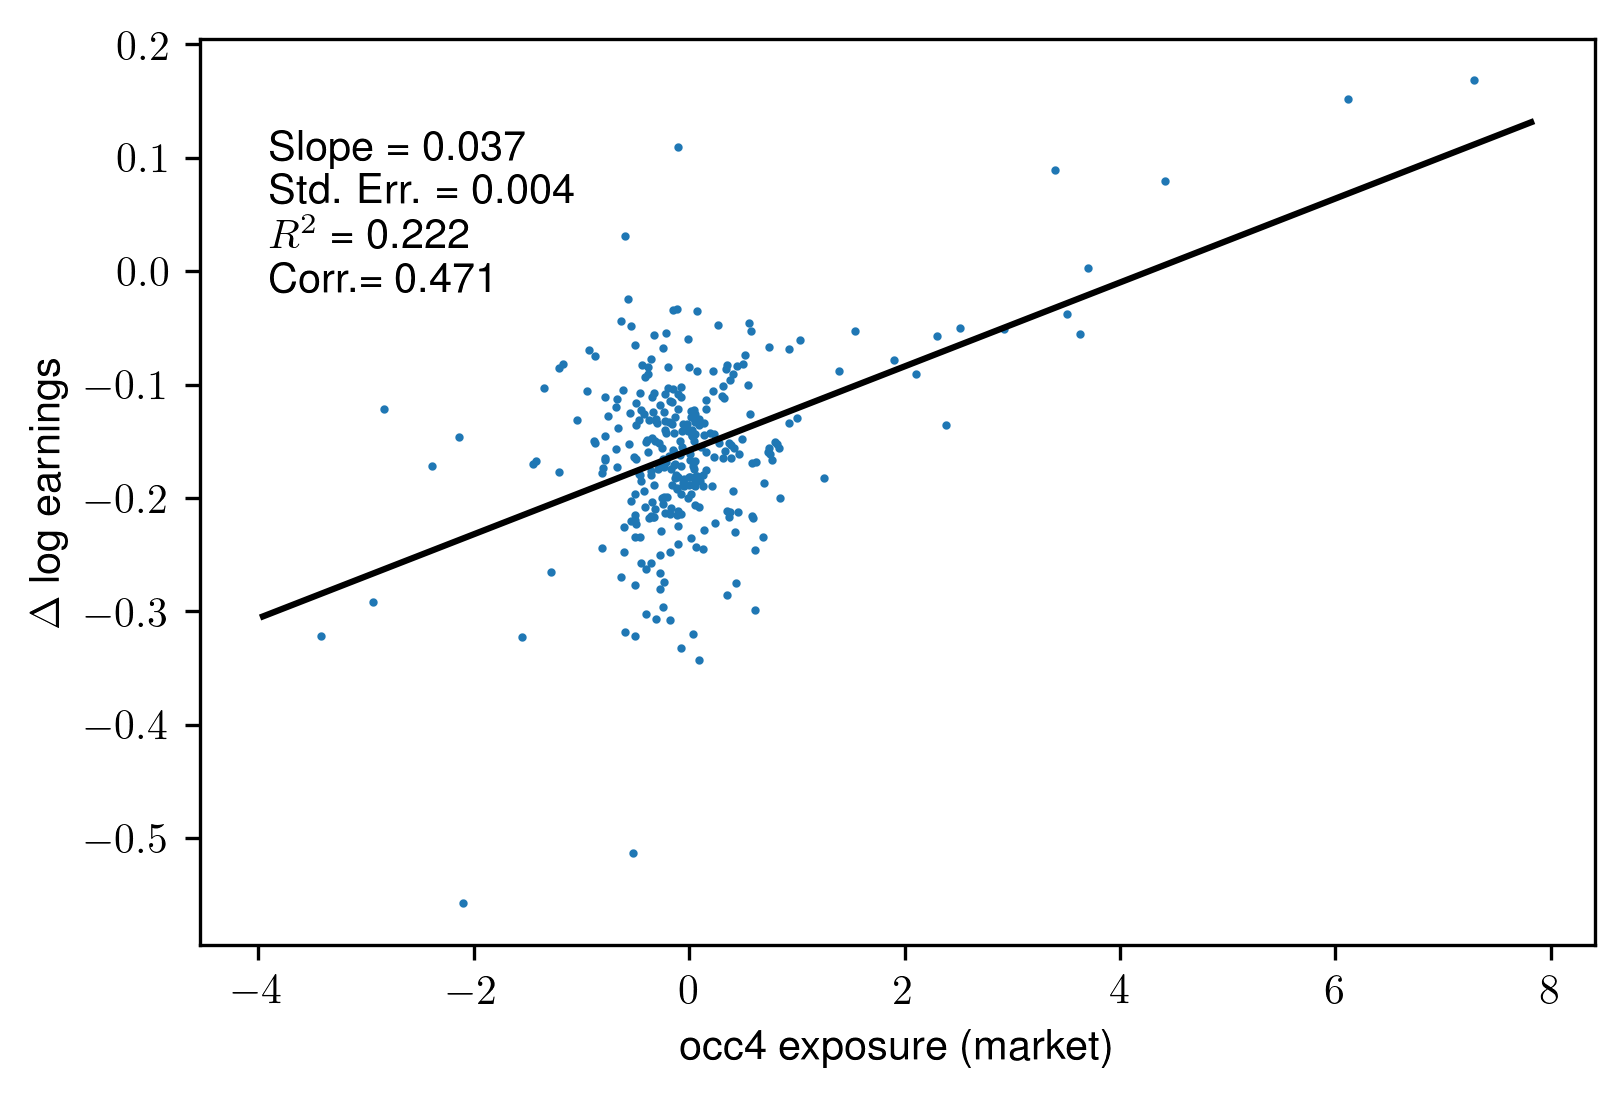 0.2
0.1
0.0
−0.1
−0.2
−0.3
−0.4
−0.5
Δ log earnings
Slope = 0.037
Std. Err. = 0.004
R² = 0.222
Corr.= 0.471
−4 −2 0 2 4 6 8
occ4 exposure (market)